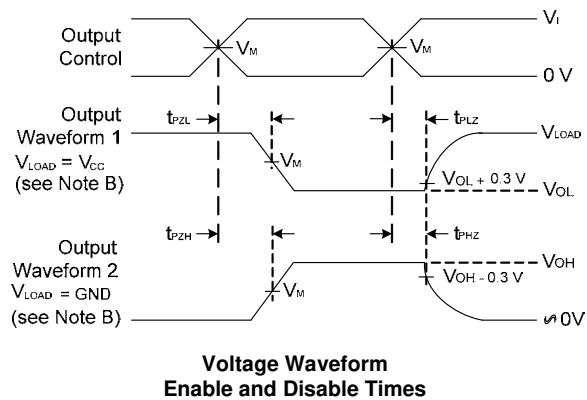 Output
Control
VM
VM
VI
0 V
Output
Waveform 1
VLOAD = VCC
(see Note B)
tPZL
tPLZ
VM
VLOAD
VOL + 0.3 V
VOL
Output
Waveform 2
VLOAD = GND
(see Note B)
tPZH
tPHZ
VM
VOH
VOH - 0.3 V
∽ 0V
Voltage Waveform
Enable and Disable Times